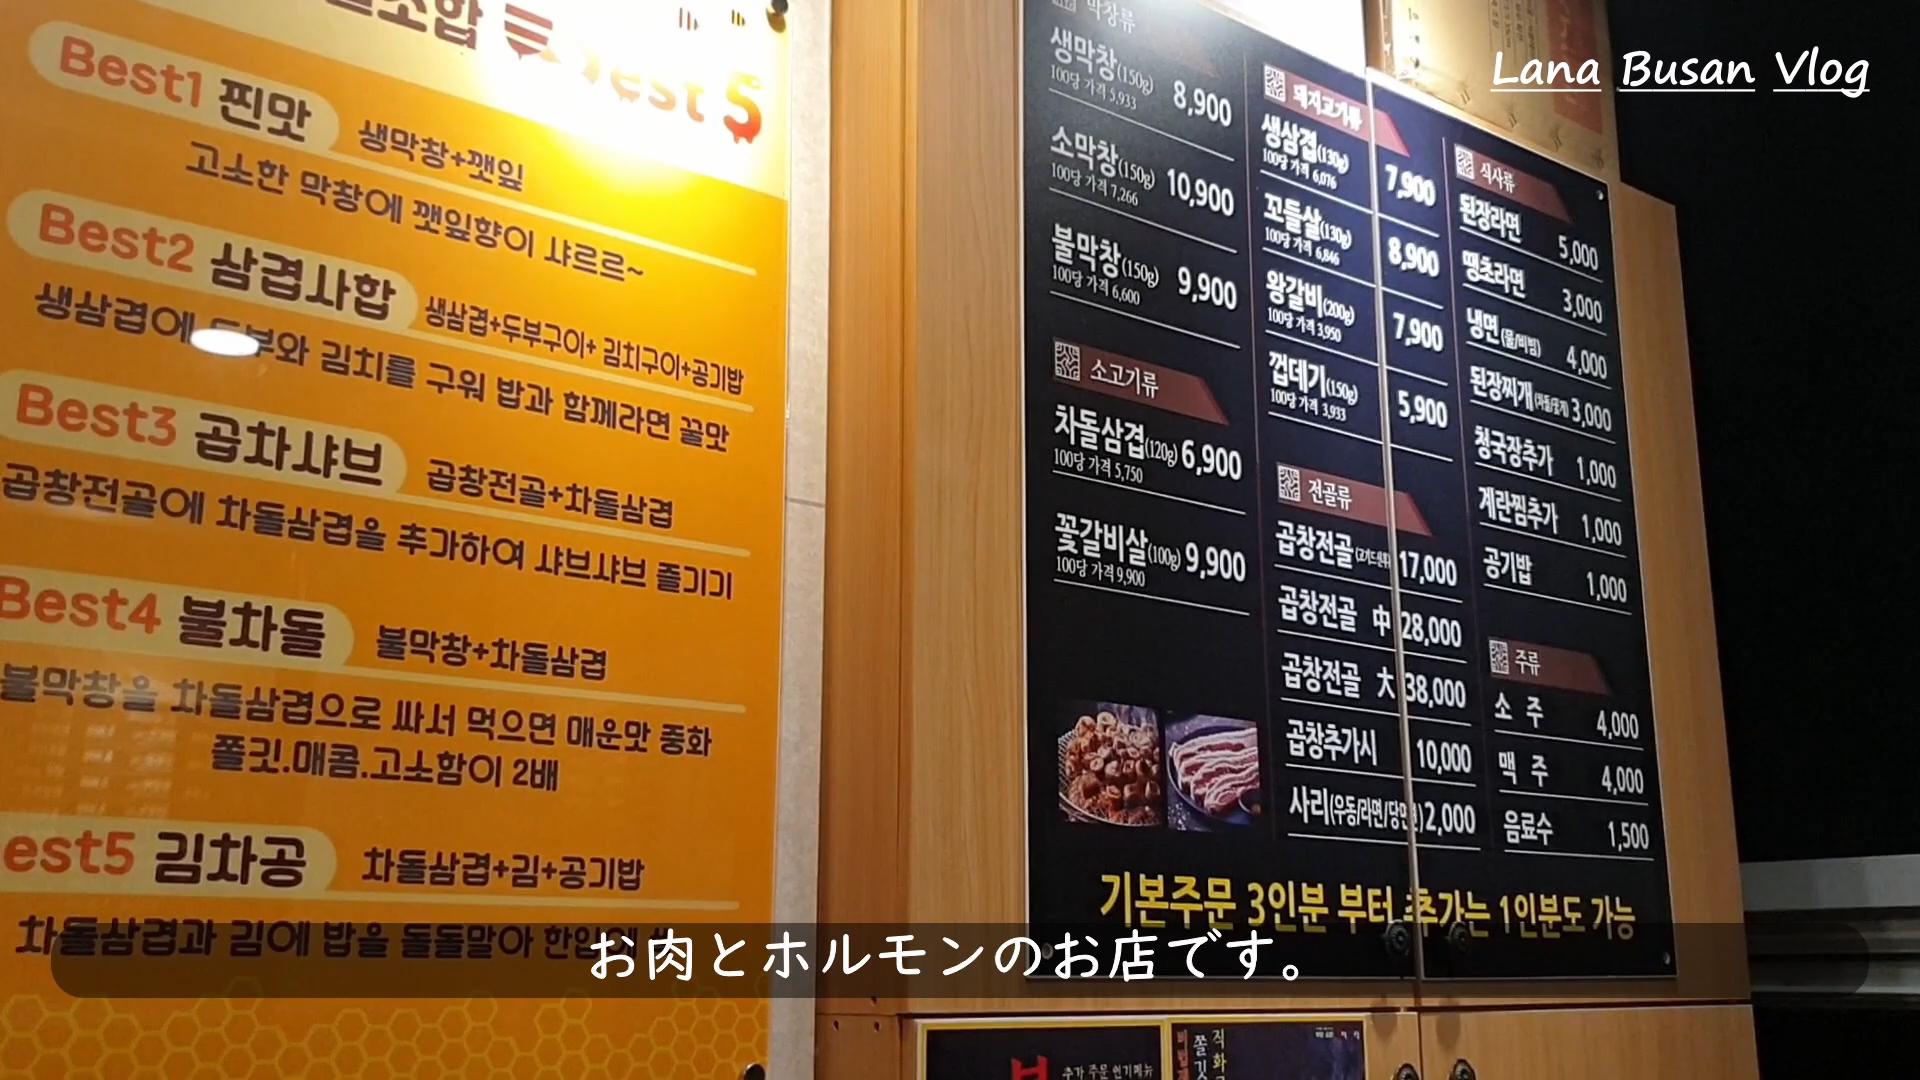 꿀조합
Best 5
Best1 찐맛 생막창+깻잎
고소한 막창에 깻잎향이 샤르르~
Best2 삼겹사합 생삼겹+두부구이+ 김치구이+공기밥
생삼겹에 두부와 김치를 구워 밥과 함께라면 꿀맛
Best3 곱차샤브 곱창전골+차돌삼겹
곱창전골에 차돌삼겹을 추가하여 샤브샤브 즐기기
Best4 불차돌 불막창+차돌삼겹
불막창을 차돌삼겹으로 싸서 먹으면 매운맛 중화
쫄깃.매콤.고소함이 2배
est5 김차공 차돌삼겹+김+공기밥
차돌삼겹과 김에 밥을 돌돌말아 한입에
막창류
생막창(150g) 8,900
100당 가격 5,933
소막창(150g) 10,900
100당 가격 7,266
불막창(150g) 9,900
100당 가격 6,600
소고기류
차돌삼겹(120g) 6,900
100당 가격 5,750
꽃갈비살(100g) 9,900
100당 가격 9,900
돼지고기류
생삼겹(130g) 7,900
100당 가격 6,076
꼬들살(130g) 8,900
100당 가격 6,846
왕갈비(200g) 7,900
100당 가격 3,950
껍데기(150g) 5,900
100당 가격 3,933
전골류
곱창전골 17,000
곱창전골 中 28,000
곱창전골 大 38,000
곱창추가시 10,000
사리(우동/라면/당면) 2,000
식사류
된장라면 5,000
땡초라면 3,000
냉면(물/비빔) 4,000
된장찌개 3,000
청국장추가 1,000
계란찜추가 1,000
공기밥 1,000
주류
소 주 4,000
맥 주 4,000
음료수 1,500
기본주문 3인분 부터 추가는 1인분도 가능
추가 주문 인기메뉴
쫄깃
직화
Lana Busan Vlog
お肉とホルモンのお店です。